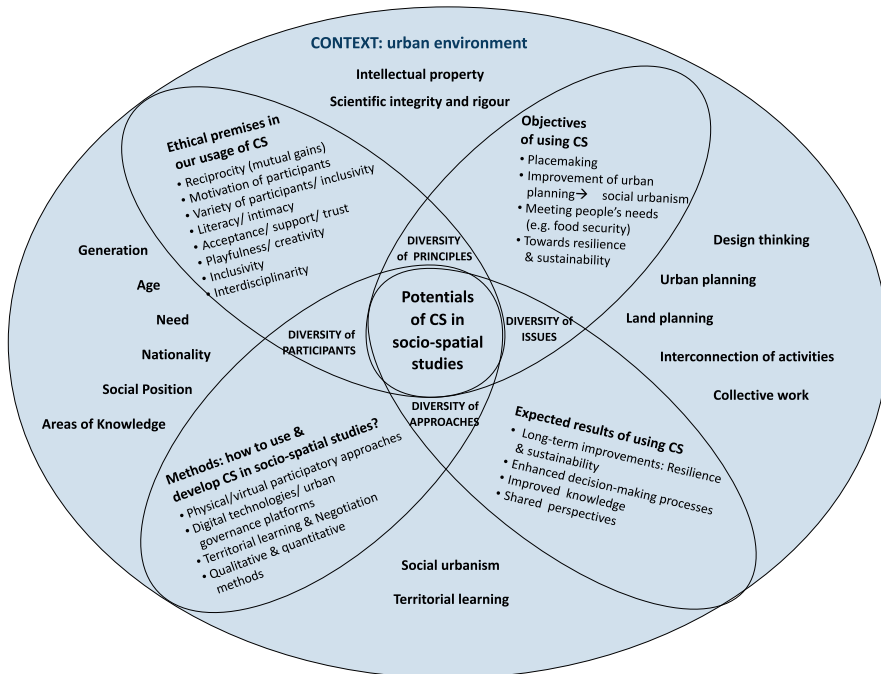 CONTEXT: urban environment
Intellectual property
Scientific integrity and rigour
Ethical premises in
our usage of CS
• Reciprocity (mutual gains)
• Motivation of participants
• Variety of participants/ inclusivity
• Literacy/ intimacy
• Acceptance/ support/ trust
• Playfulness/ creativity
• Inclusivity
• Interdisciplinarity
Objectives
of using CS
• Placemaking
• Improvement of urban
planning→ social urbanism
• Meeting people's needs
(e.g. food security)
• Towards resilience
& sustainability
Generation
Age
Need
Nationality
Social Position
Areas of Knowledge
DIVERSITY
of PRINCIPLES
DIVERSITY of
PARTICIPANTS
Potentials
of CS in
socio-spatial
studies
DIVERSITY of
ISSUES
DIVERSITY of
APPROACHES
Design thinking
Urban planning
Land planning
Interconnection of activities
Collective work
Methods: how to use &
develop CS in socio-spatial studies?
• Physical/virtual participatory approaches
• Digital technologies/ urban
governance platforms
• Territorial learning & Negotiation
• Qualitative & quantitative
methods
Expected results of using CS
• Long-term improvements: Resilience
& sustainability
• Enhanced decision-making processes
• Improved knowledge
• Shared perspectives
Social urbanism
Territorial learning